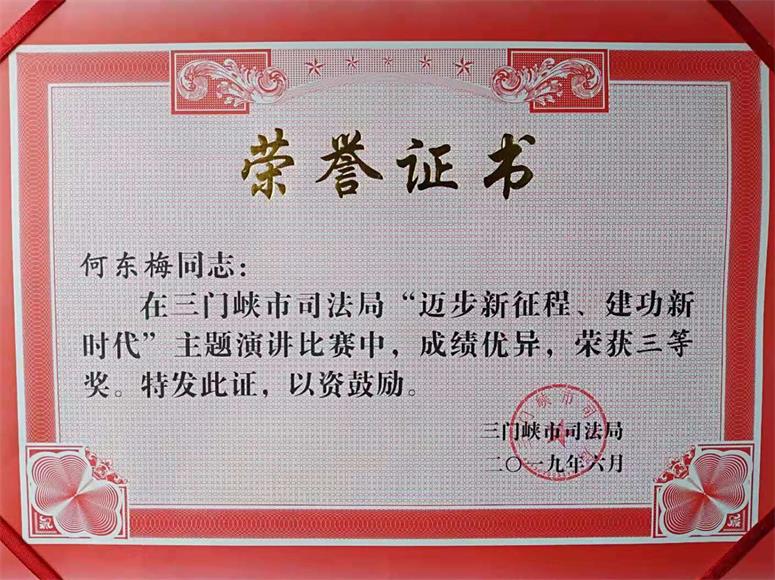 荣誉证书
何东梅同志：
在三门峡市司法局“迈步新征程、建功新
时代”主题演讲比赛中，成绩优异，荣获三等
奖。特发此证，以资鼓励。
三门峡市司法局
二〇一九年六月